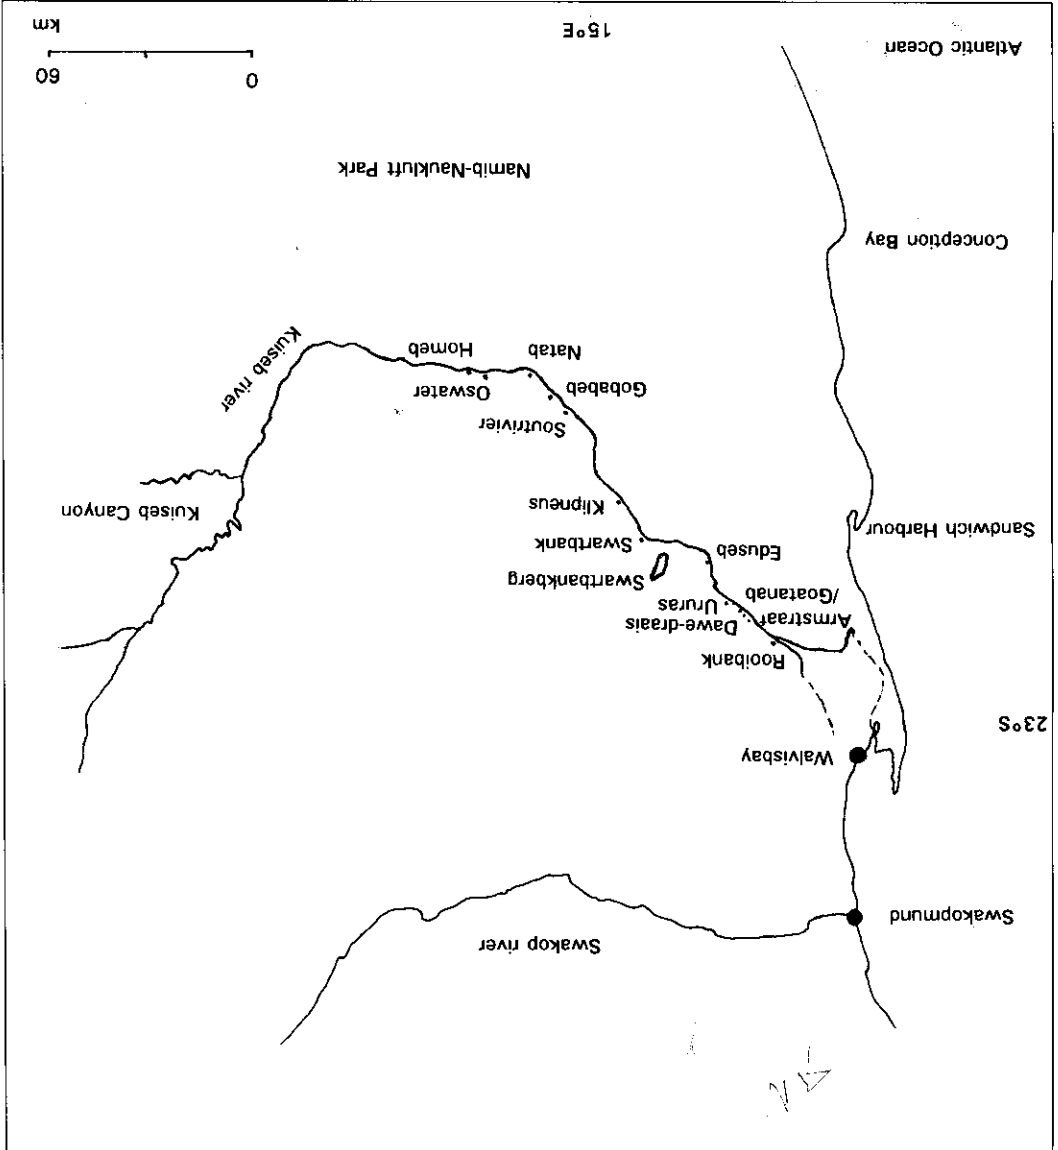 N
Swakopmund
Swakop river
Walvisbay
23°S
Rooibank
Dawe-draais
Armstraat
/Goatanab
Ururas
Swartbankberg
Eduseb
Swartbank
Sandwich Harbour
Klipneus
Kuiseb Canyon
Soutrivier
Gobabeb
Oswater
Natab
Homeb
Kuiseb river
Conception Bay
Namib-Naukluft Park
0 60
km
Atlantic Ocean
15°E